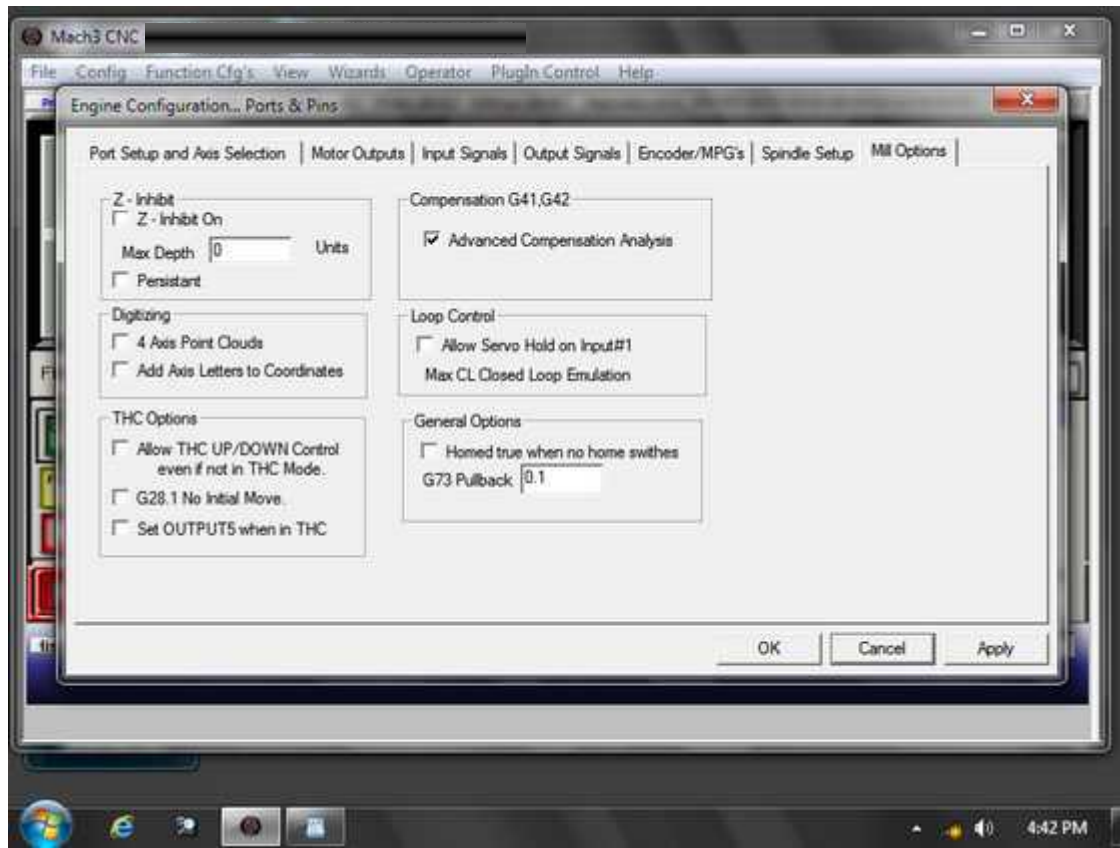 Mach3 CNC
File Config Function Cfg's View Wizards Operator PlugIn Control Help
Engine Configuration... Ports & Pins
Port Setup and Axis Selection Motor Outputs Input Signals Output Signals Encoder/MPG's Spindle Setup Mill Options
Z - Inhibit
Z - Inhibit On
Max Depth 0 Units
Persistant
Compensation G41,G42
Advanced Compensation Analysis
Digitizing
4 Axis Point Clouds
Add Axis Letters to Coordinates
Loop Control
Allow Servo Hold on Input#1
Max CL Closed Loop Emulation
THC Options
Allow THC UP/DOWN Control
even if not in THC Mode.
G28.1 No Initial Move.
Set OUTPUT5 when in THC
General Options
Homed true when no home swithes
G73 Pullback 0.1
OK Cancel Apply
4:42 PM